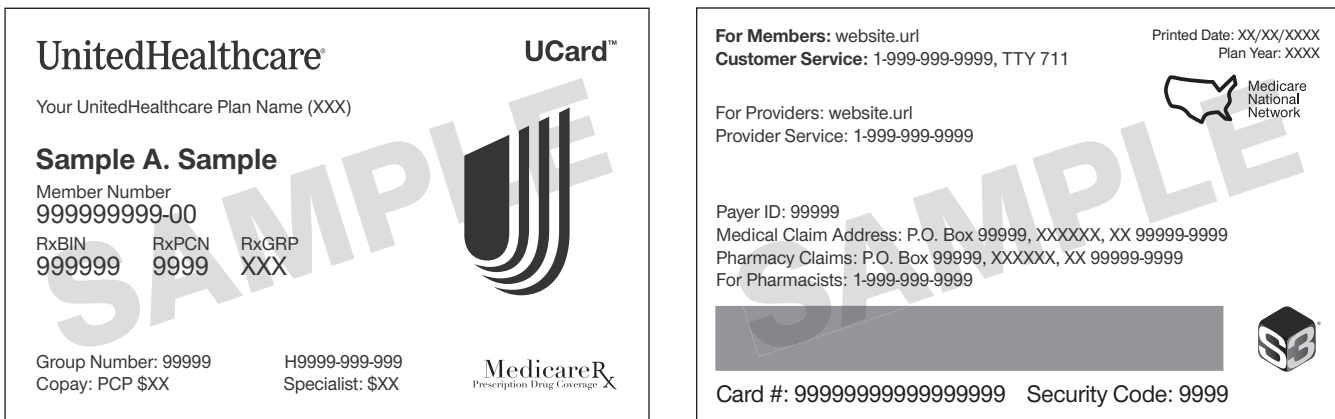 UnitedHealthcare®
UCard™
Your UnitedHealthcare Plan Name (XXX)
Sample A. Sample
Member Number
999999999-00
RxBIN RxPCN RxGRP
999999 9999 XXX
Group Number: 99999 H9999-999-999
Copay: PCP $XX Specialist: $XX
MedicareRx
Prescription Drug Coverage
SAMPLE
For Members: website.url
Customer Service: 1-999-999-9999, TTY 711
Printed Date: XX/XX/XXXX
Plan Year: XXXX
Medicare
National
Network
For Providers: website.url
Provider Service: 1-999-999-9999
Payer ID: 99999
Medical Claim Address: P.O. Box 99999, XXXXXX, XX 99999-9999
Pharmacy Claims: P.O. Box 99999, XXXXXX, XX 99999-9999
For Pharmacists: 1-999-999-9999
S3®
Card #: 99999999999999999 Security Code: 9999
SAMPLE